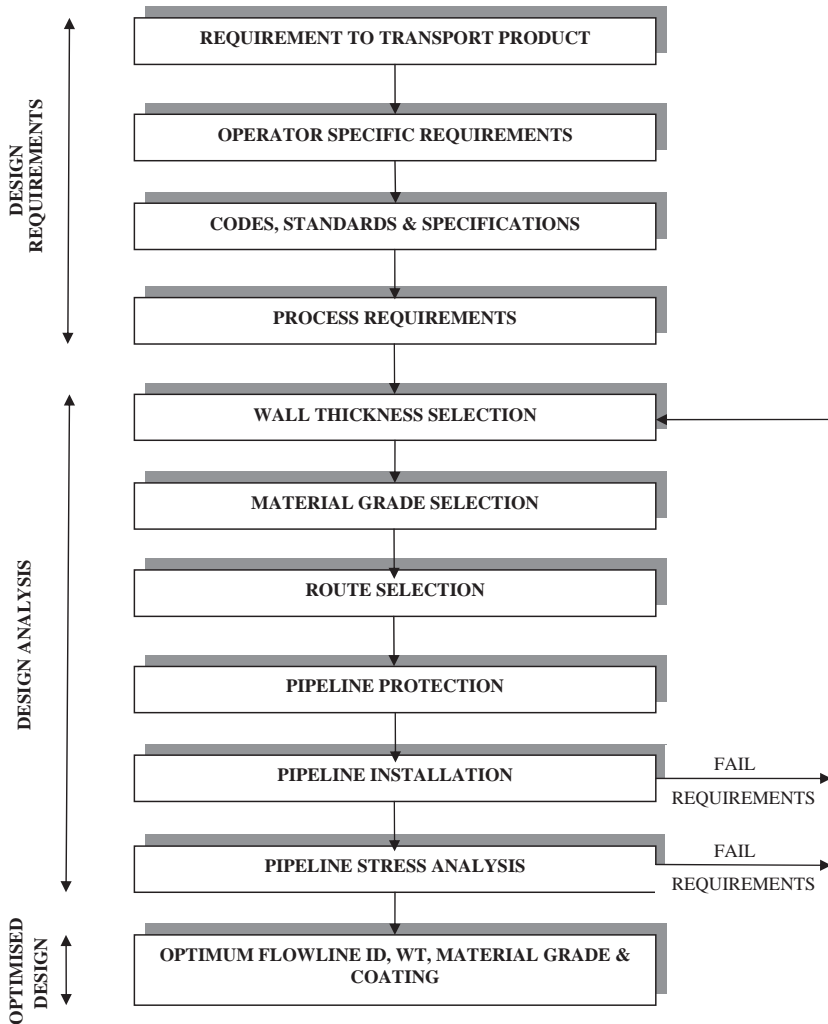 REQUIREMENT TO TRANSPORT PRODUCT
OPERATOR SPECIFIC REQUIREMENTS
DESIGN
REQUIREMENTS
CODES, STANDARDS & SPECIFICATIONS
PROCESS REQUIREMENTS
WALL THICKNESS SELECTION
MATERIAL GRADE SELECTION
ROUTE SELECTION
DESIGN ANALYSIS
PIPELINE PROTECTION
PIPELINE INSTALLATION
FAIL
REQUIREMENTS
PIPELINE STRESS ANALYSIS
FAIL
REQUIREMENTS
OPTIMISED
DESIGN
OPTIMUM FLOWLINE ID, WT, MATERIAL GRADE &
COATING